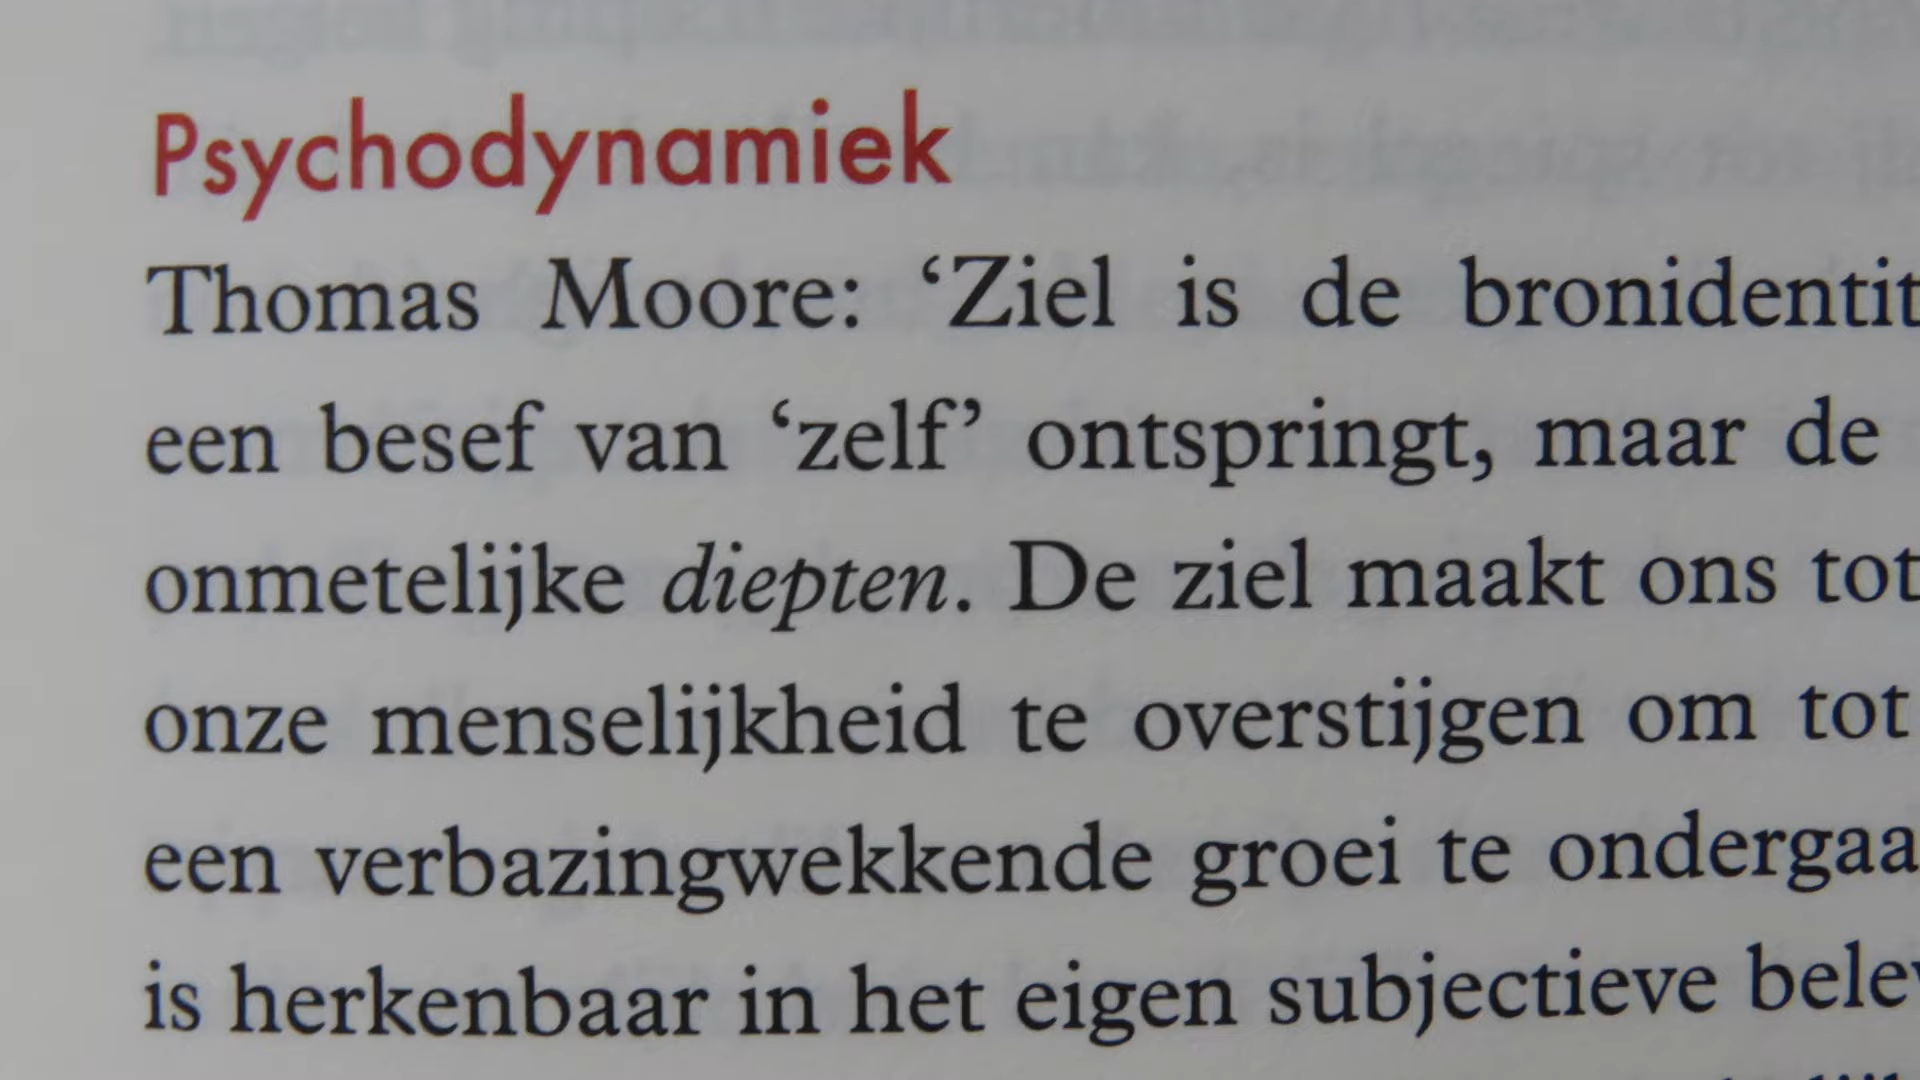 Psychodynamiek
Thomas Moore: ‘Ziel is de bronidentit
een besef van ‘zelf’ ontspringt, maar de
onmetelijke diepten. De ziel maakt ons tot
onze menselijkheid te overstijgen om tot
een verbazingwekkende groei te ondergaa
is herkenbaar in het eigen subjectieve belev